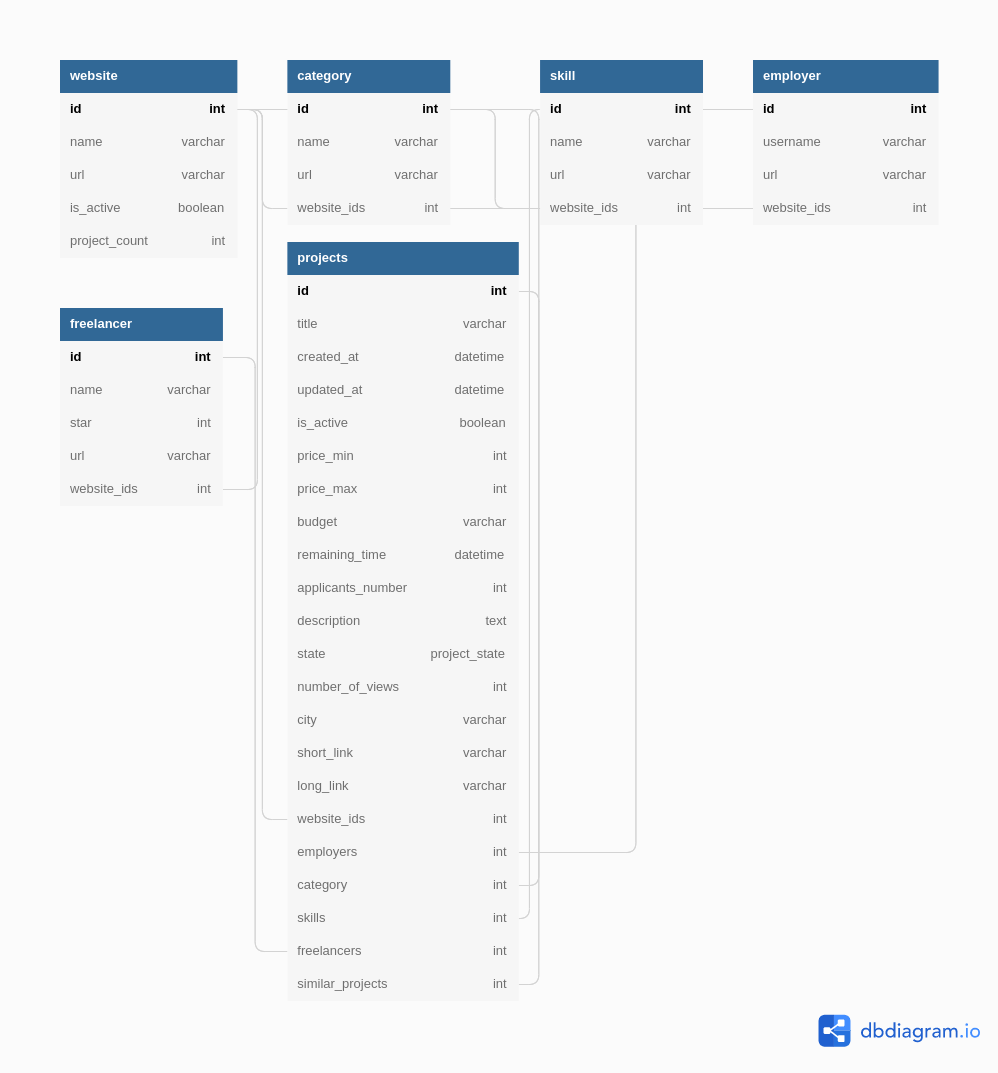 website
id int
name varchar
url varchar
is_active boolean
project_count int
category
id int
name varchar
url varchar
website_ids int
skill
id int
name varchar
url varchar
website_ids int
employer
id int
username varchar
url varchar
website_ids int
freelancer
id int
name varchar
star int
url varchar
website_ids int
projects
id int
title varchar
created_at datetime
updated_at datetime
is_active boolean
price_min int
price_max int
budget varchar
remaining_time datetime
applicants_number int
description text
state project_state
number_of_views int
city varchar
short_link varchar
long_link varchar
website_ids int
employers int
category int
skills int
freelancers int
similar_projects int
dbdiagram.io